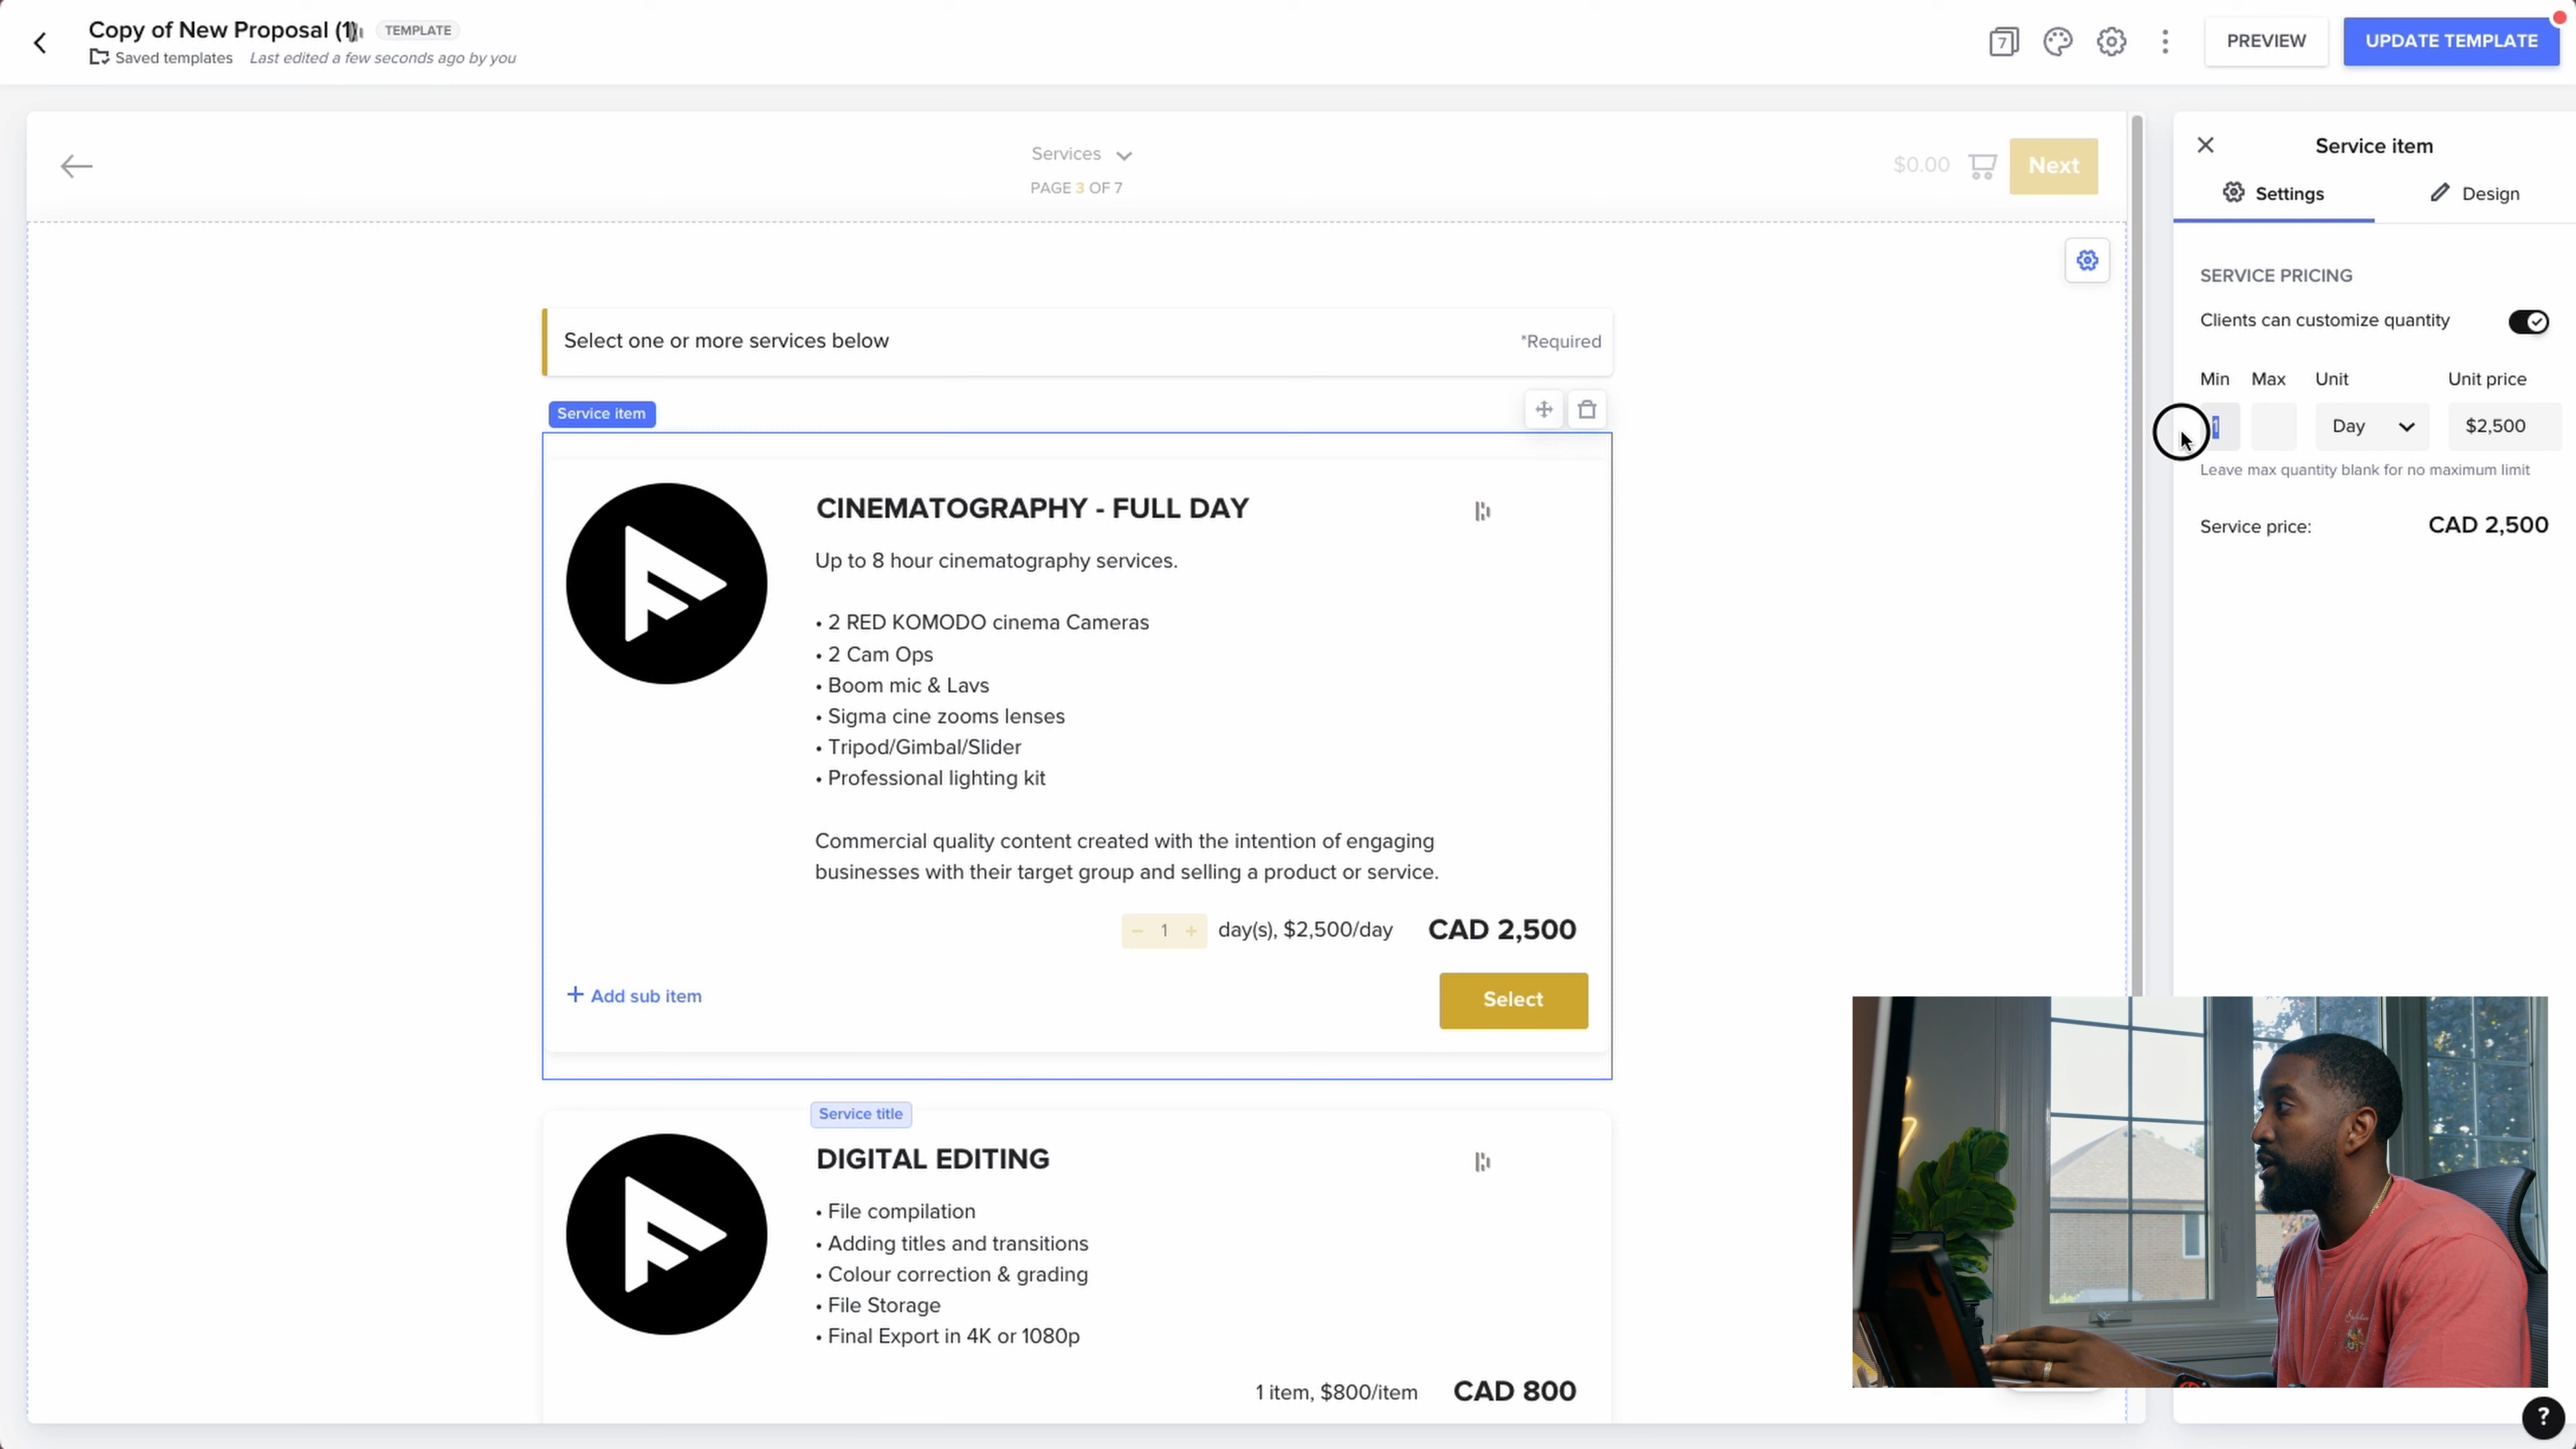 Copy of New Proposal (1)
TEMPLATE
Saved templates
Last edited a few seconds ago by you
7
PREVIEW
UPDATE TEMPLATE
Services
PAGE 3 OF 7
$0.00
Next
Select one or more services below
*Required
Service item
CINEMATOGRAPHY - FULL DAY
Up to 8 hour cinematography services.
• 2 RED KOMODO cinema Cameras
• 2 Cam Ops
• Boom mic & Lavs
• Sigma cine zooms lenses
• Tripod/Gimbal/Slider
• Professional lighting kit
Commercial quality content created with the intention of engaging
businesses with their target group and selling a product or service.
− 1 + day(s), $2,500/day CAD 2,500
+ Add sub item
Select
Service title
DIGITAL EDITING
• File compilation
• Adding titles and transitions
• Colour correction & grading
• File Storage
• Final Export in 4K or 1080p
1 item, $800/item CAD 800
Service item
Settings
Design
SERVICE PRICING
Clients can customize quantity
Min Max Unit Unit price
1 Day $2,500
Leave max quantity blank for no maximum limit
Service price: CAD 2,500
?